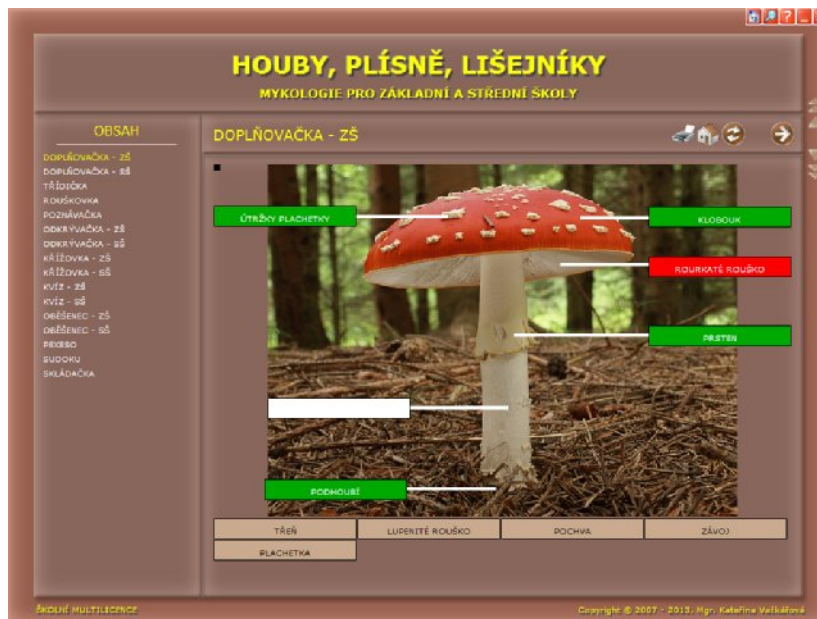 HOUBY, PLÍSNĚ, LIŠEJNÍKY
MYKOLOGIE PRO ZÁKLADNÍ A STŘEDNÍ ŠKOLY
OBSAH
DOPLŇOVAČKA - ZŠ
DOPLŇOVAČKA - SŠ
TŘÍDIČKA
ROUŠKOVKA
POZNÁVAČKA
ODKRÝVAČKA - ZŠ
ODKRÝVAČKA - SŠ
KŘÍŽOVKA - ZŠ
KŘÍŽOVKA - SŠ
KVÍZ - ZŠ
KVÍZ - SŠ
OBĚŠENEC - ZŠ
OBĚŠENEC - SŠ
PEXESO
SUDOKU
SKLÁDAČKA
DOPLŇOVAČKA - ZŠ
ÚTRŽKY PLACHETKY
KLOBOUK
ROURKATÉ ROUŠKO
PRSTEN
PODHOUBÍ
TŘEŇ
LUPENITÉ ROUŠKO
POCHVA
ZÁVOJ
PLACHETKA
ŠKOLNÍ MULTILICENCE
Copyright © 2007 - 2013, Mgr. Kateřina